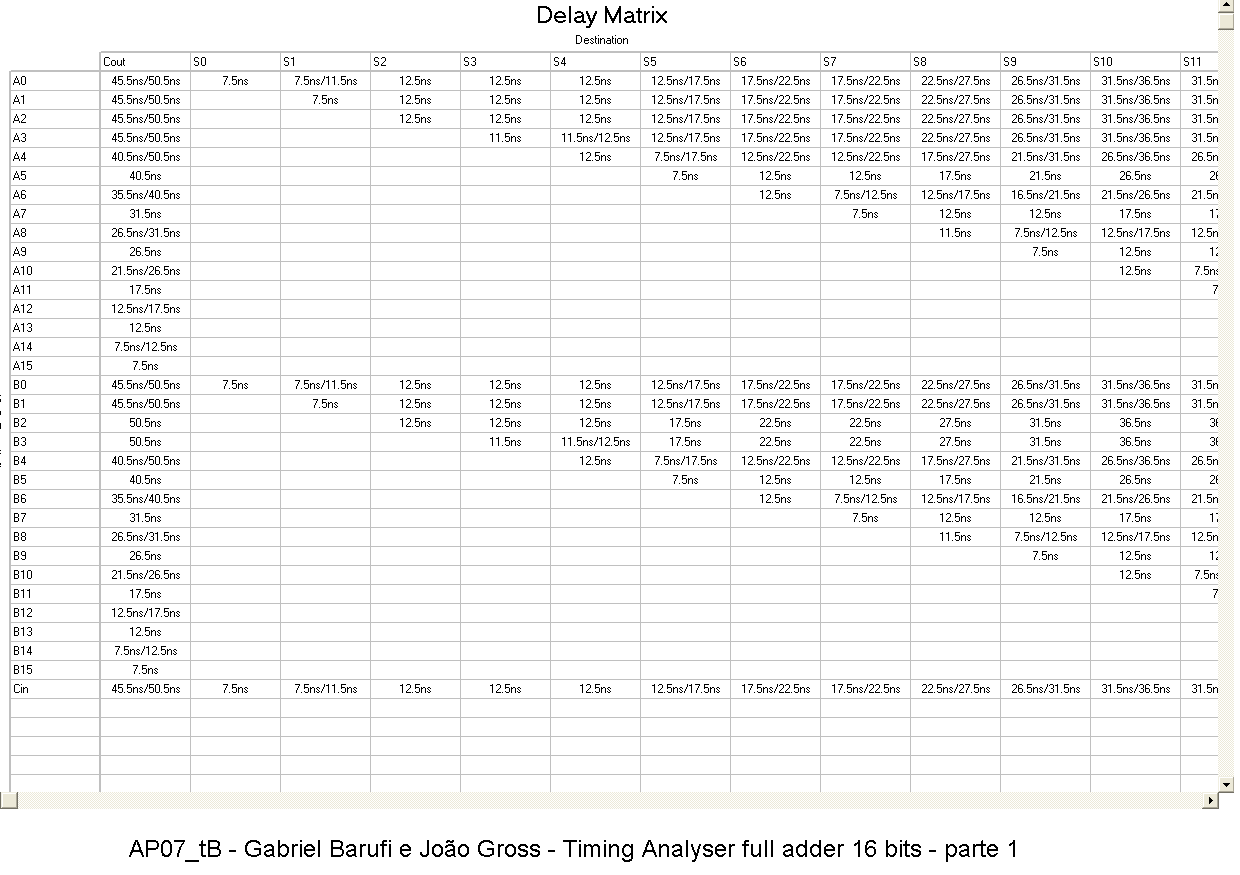 Delay Matrix
Destination
Cout S0 S1 S2 S3 S4 S5 S6 S7 S8 S9 S10 S11
A0 45.5ns/50.5ns 7.5ns 7.5ns/11.5ns 12.5ns 12.5ns 12.5ns 12.5ns/17.5ns 17.5ns/22.5ns 17.5ns/22.5ns 22.5ns/27.5ns 26.5ns/31.5ns 31.5ns/36.5ns 31.5n
A1 45.5ns/50.5ns 7.5ns 12.5ns 12.5ns 12.5ns 12.5ns/17.5ns 17.5ns/22.5ns 17.5ns/22.5ns 22.5ns/27.5ns 26.5ns/31.5ns 31.5ns/36.5ns 31.5n
A2 45.5ns/50.5ns 12.5ns 12.5ns 12.5ns 12.5ns/17.5ns 17.5ns/22.5ns 17.5ns/22.5ns 22.5ns/27.5ns 26.5ns/31.5ns 31.5ns/36.5ns 31.5n
A3 45.5ns/50.5ns 11.5ns 11.5ns/12.5ns 12.5ns/17.5ns 17.5ns/22.5ns 17.5ns/22.5ns 22.5ns/27.5ns 26.5ns/31.5ns 31.5ns/36.5ns 31.5n
A4 40.5ns/50.5ns 12.5ns 7.5ns/17.5ns 12.5ns/22.5ns 12.5ns/22.5ns 17.5ns/27.5ns 21.5ns/31.5ns 26.5ns/36.5ns 26.5n
A5 40.5ns 7.5ns 12.5ns 12.5ns 17.5ns 21.5ns 26.5ns 26
A6 35.5ns/40.5ns 12.5ns 7.5ns/12.5ns 12.5ns/17.5ns 16.5ns/21.5ns 21.5ns/26.5ns 21.5n
A7 31.5ns 7.5ns 12.5ns 12.5ns 17.5ns 17
A8 26.5ns/31.5ns 11.5ns 7.5ns/12.5ns 12.5ns/17.5ns 12.5n
A9 26.5ns 7.5ns 12.5ns 12
A10 21.5ns/26.5ns 12.5ns 7.5ns
A11 17.5ns 7
A12 12.5ns/17.5ns
A13 12.5ns
A14 7.5ns/12.5ns
A15 7.5ns
B0 45.5ns/50.5ns 7.5ns 7.5ns/11.5ns 12.5ns 12.5ns 12.5ns 12.5ns/17.5ns 17.5ns/22.5ns 17.5ns/22.5ns 22.5ns/27.5ns 26.5ns/31.5ns 31.5ns/36.5ns 31.5n
B1 45.5ns/50.5ns 7.5ns 12.5ns 12.5ns 12.5ns 12.5ns/17.5ns 17.5ns/22.5ns 17.5ns/22.5ns 22.5ns/27.5ns 26.5ns/31.5ns 31.5ns/36.5ns 31.5n
B2 50.5ns 12.5ns 12.5ns 12.5ns 17.5ns 22.5ns 22.5ns 27.5ns 31.5ns 36.5ns 36
B3 50.5ns 11.5ns 11.5ns/12.5ns 17.5ns 22.5ns 22.5ns 27.5ns 31.5ns 36.5ns 36
B4 40.5ns/50.5ns 12.5ns 7.5ns/17.5ns 12.5ns/22.5ns 12.5ns/22.5ns 17.5ns/27.5ns 21.5ns/31.5ns 26.5ns/36.5ns 26.5n
B5 40.5ns 7.5ns 12.5ns 12.5ns 17.5ns 21.5ns 26.5ns 26
B6 35.5ns/40.5ns 12.5ns 7.5ns/12.5ns 12.5ns/17.5ns 16.5ns/21.5ns 21.5ns/26.5ns 21.5n
B7 31.5ns 7.5ns 12.5ns 12.5ns 17.5ns 17
B8 26.5ns/31.5ns 11.5ns 7.5ns/12.5ns 12.5ns/17.5ns 12.5n
B9 26.5ns 7.5ns 12.5ns 12
B10 21.5ns/26.5ns 12.5ns 7.5ns
B11 17.5ns 7
B12 12.5ns/17.5ns
B13 12.5ns
B14 7.5ns/12.5ns
B15 7.5ns
Cin 45.5ns/50.5ns 7.5ns 7.5ns/11.5ns 12.5ns 12.5ns 12.5ns 12.5ns/17.5ns 17.5ns/22.5ns 17.5ns/22.5ns 22.5ns/27.5ns 26.5ns/31.5ns 31.5ns/36.5ns 31.5n
AP07_tB - Gabriel Barufi e João Gross - Timing Analyser full adder 16 bits - parte 1